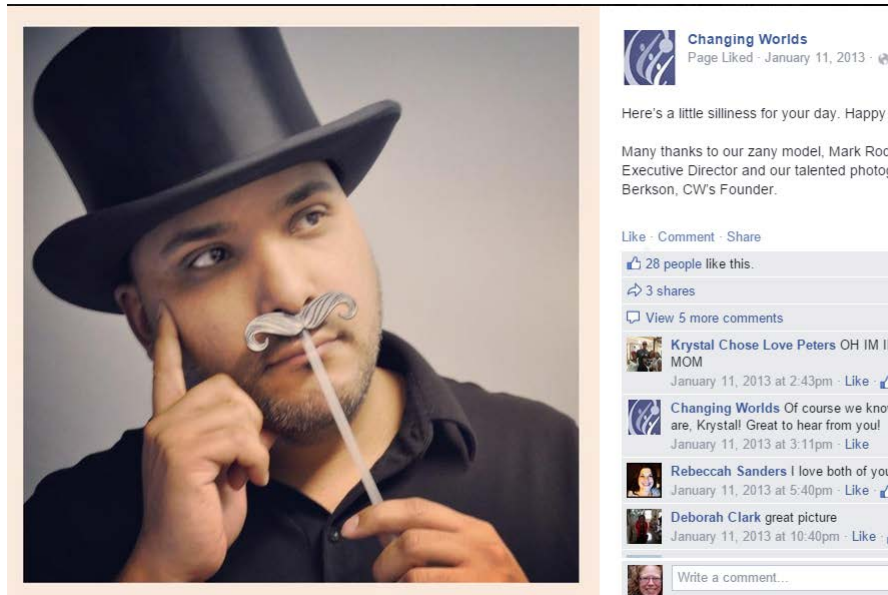 Changing Worlds
Page Liked · January 11, 2013 ·
Here's a little silliness for your day. Happy
Many thanks to our zany model, Mark
Executive Director and our talented
Berkson, CW's Founder.
Like · Comment · Share
28 people like this.
3 shares
View 5 more comments
Krystal Chose Love Peters OH IM
MOM
January 11, 2013 at 2:43pm · Like ·
Changing Worlds Of course we
are, Krystal! Great to hear from you!
January 11, 2013 at 3:11pm · Like
Rebeccah Sanders I love both of
January 11, 2013 at 5:40pm · Like ·
Deborah Clark great picture
January 11, 2013 at 10:40pm · Like ·
Write a comment...